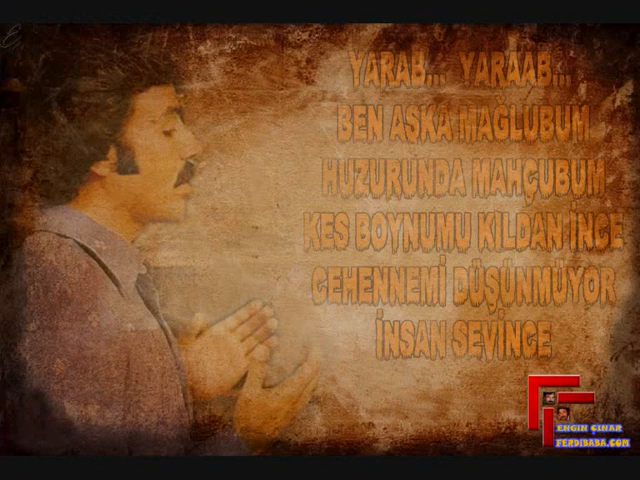 YARAB... YARAAB...
BEN AŞKA MAĞLUBUM
HUZURUNDA MAHÇUBUM
KES BOYNUMU KILDAN İNCE
CEHENNEMİ DÜŞÜNMÜYOR
İNSAN SEVİNCE
ENGIN ÇINAR
FERDIBABA.COM